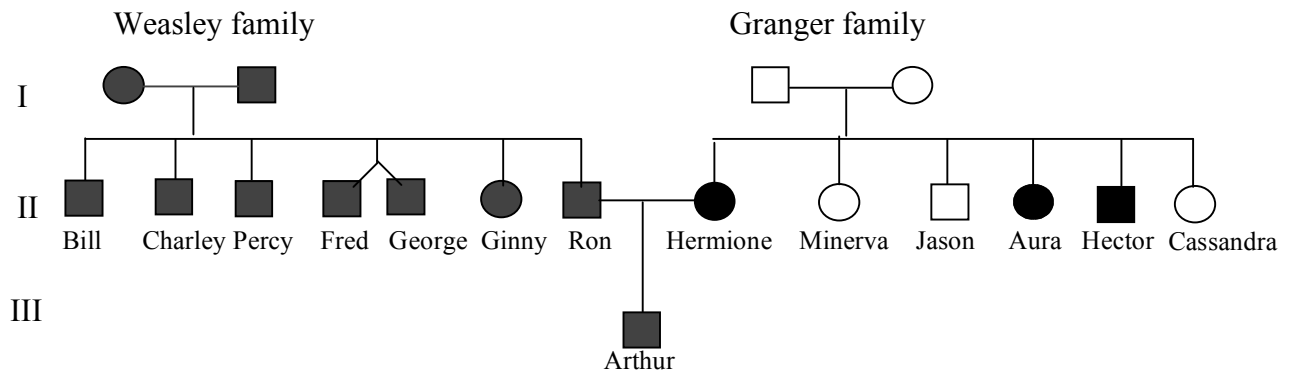 Weasley family Granger family
I
II
Bill Charley Percy Fred George Ginny Ron Hermione Minerva Jason Aura Hector Cassandra
III
Arthur